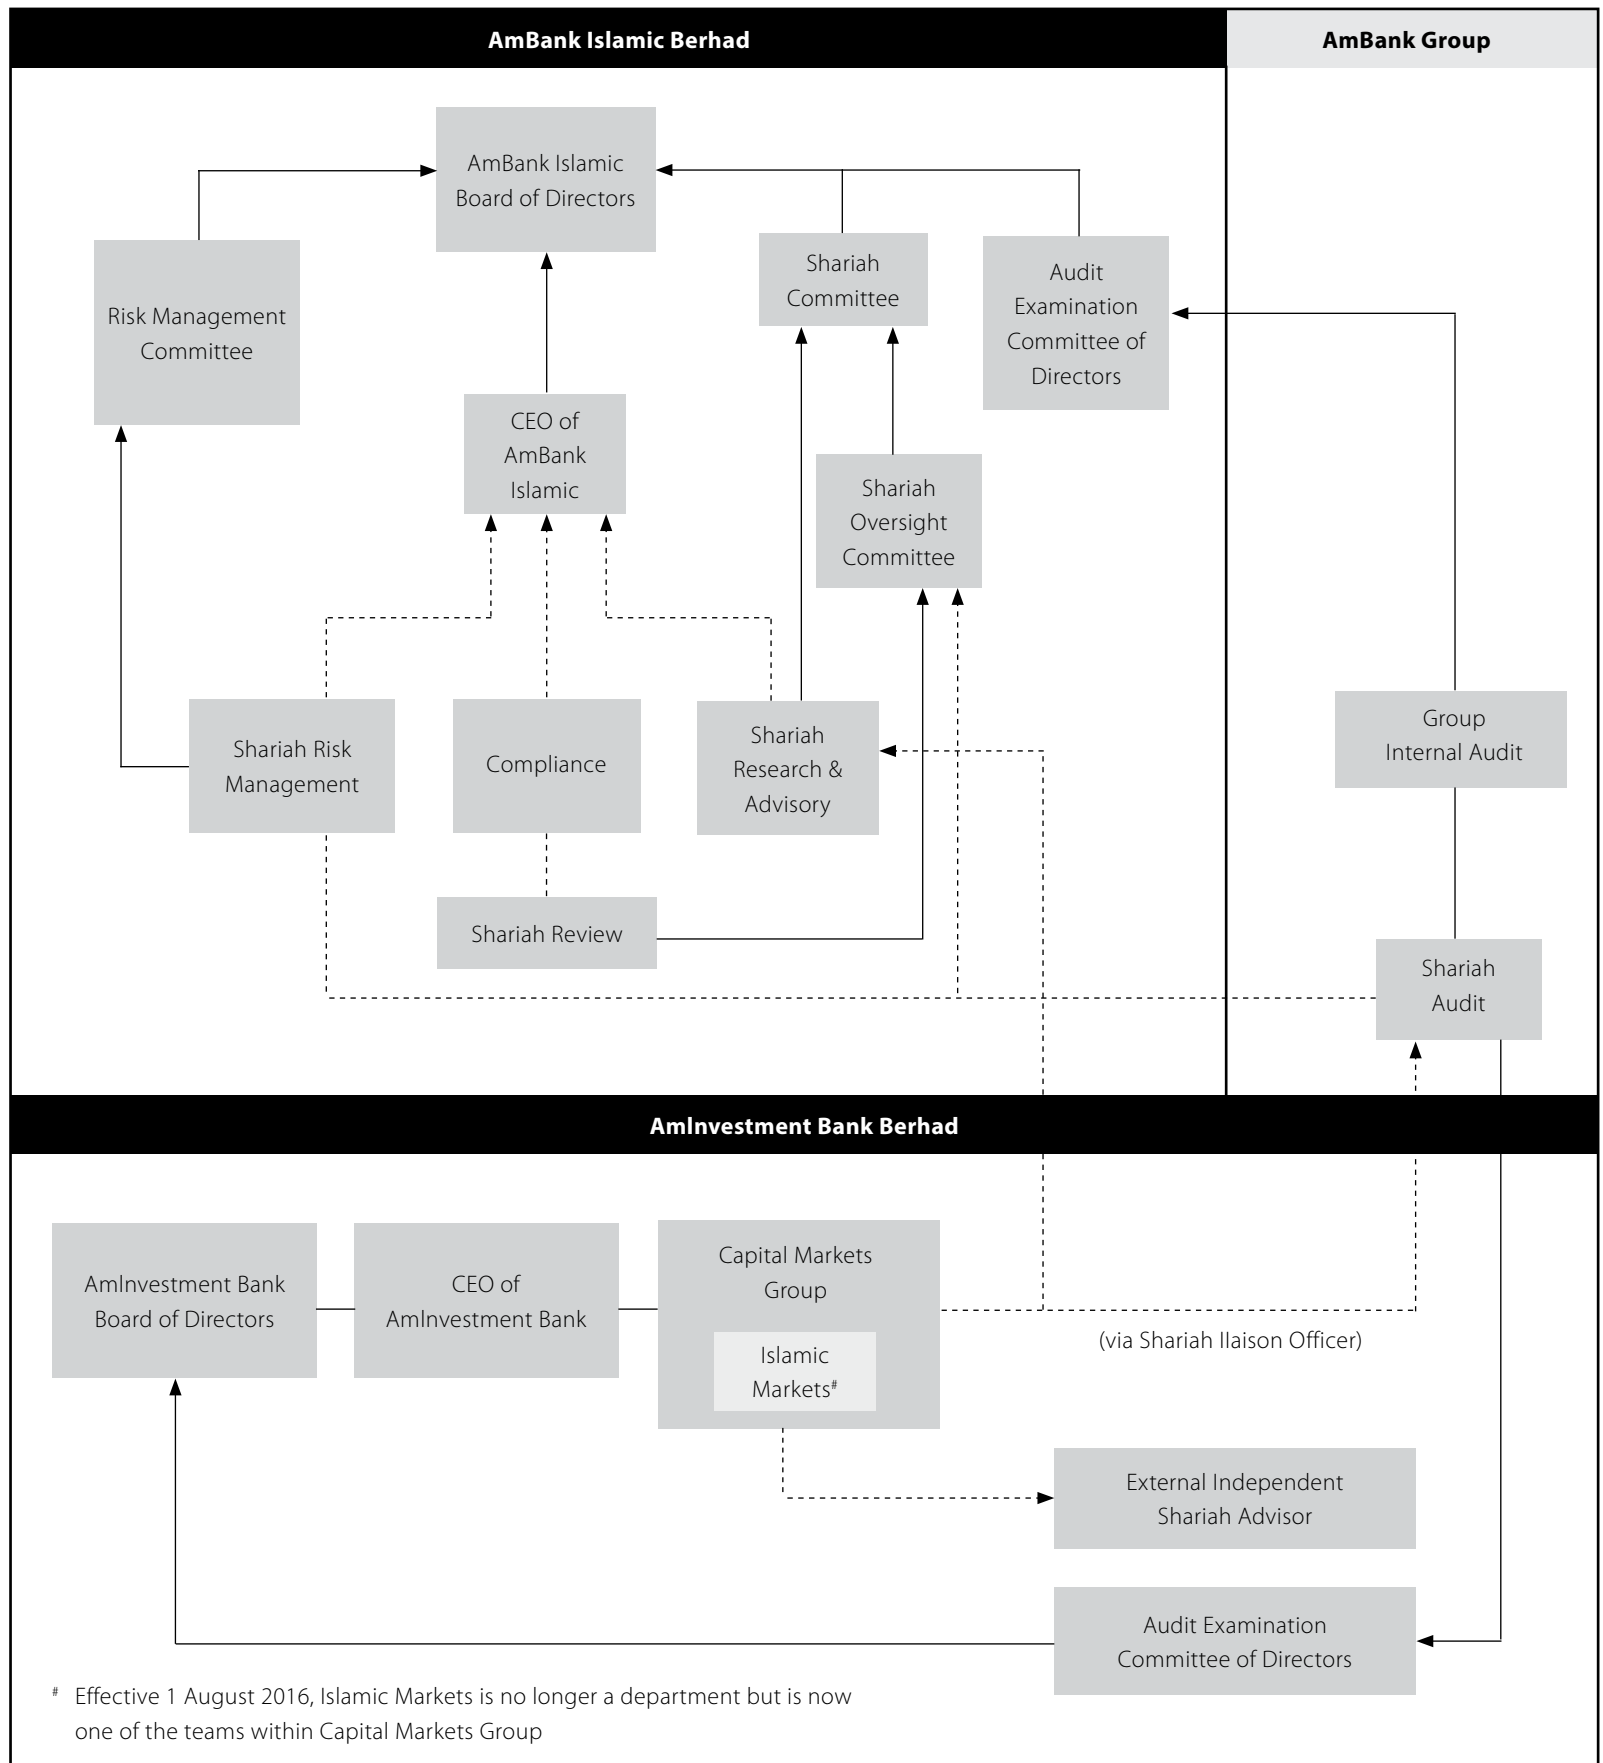 AmBank Islamic Berhad
AmBank Group
AmBank Islamic
Board of Directors
Risk Management
Committee
Shariah
Committee
Audit
Examination
Committee of
Directors
CEO of
AmBank
Islamic
Shariah
Oversight
Committee
Shariah Risk
Management
Compliance
Shariah
Research &
Advisory
Group
Internal Audit
Shariah Review
Shariah
Audit
AmInvestment Bank Berhad
AmInvestment Bank
Board of Directors
CEO of
AmInvestment Bank
Capital Markets
Group
Islamic
Markets#
(via Shariah IIaison Officer)
External Independent
Shariah Advisor
Audit Examination
Committee of Directors
# Effective 1 August 2016, Islamic Markets is no longer a department but is now
one of the teams within Capital Markets Group